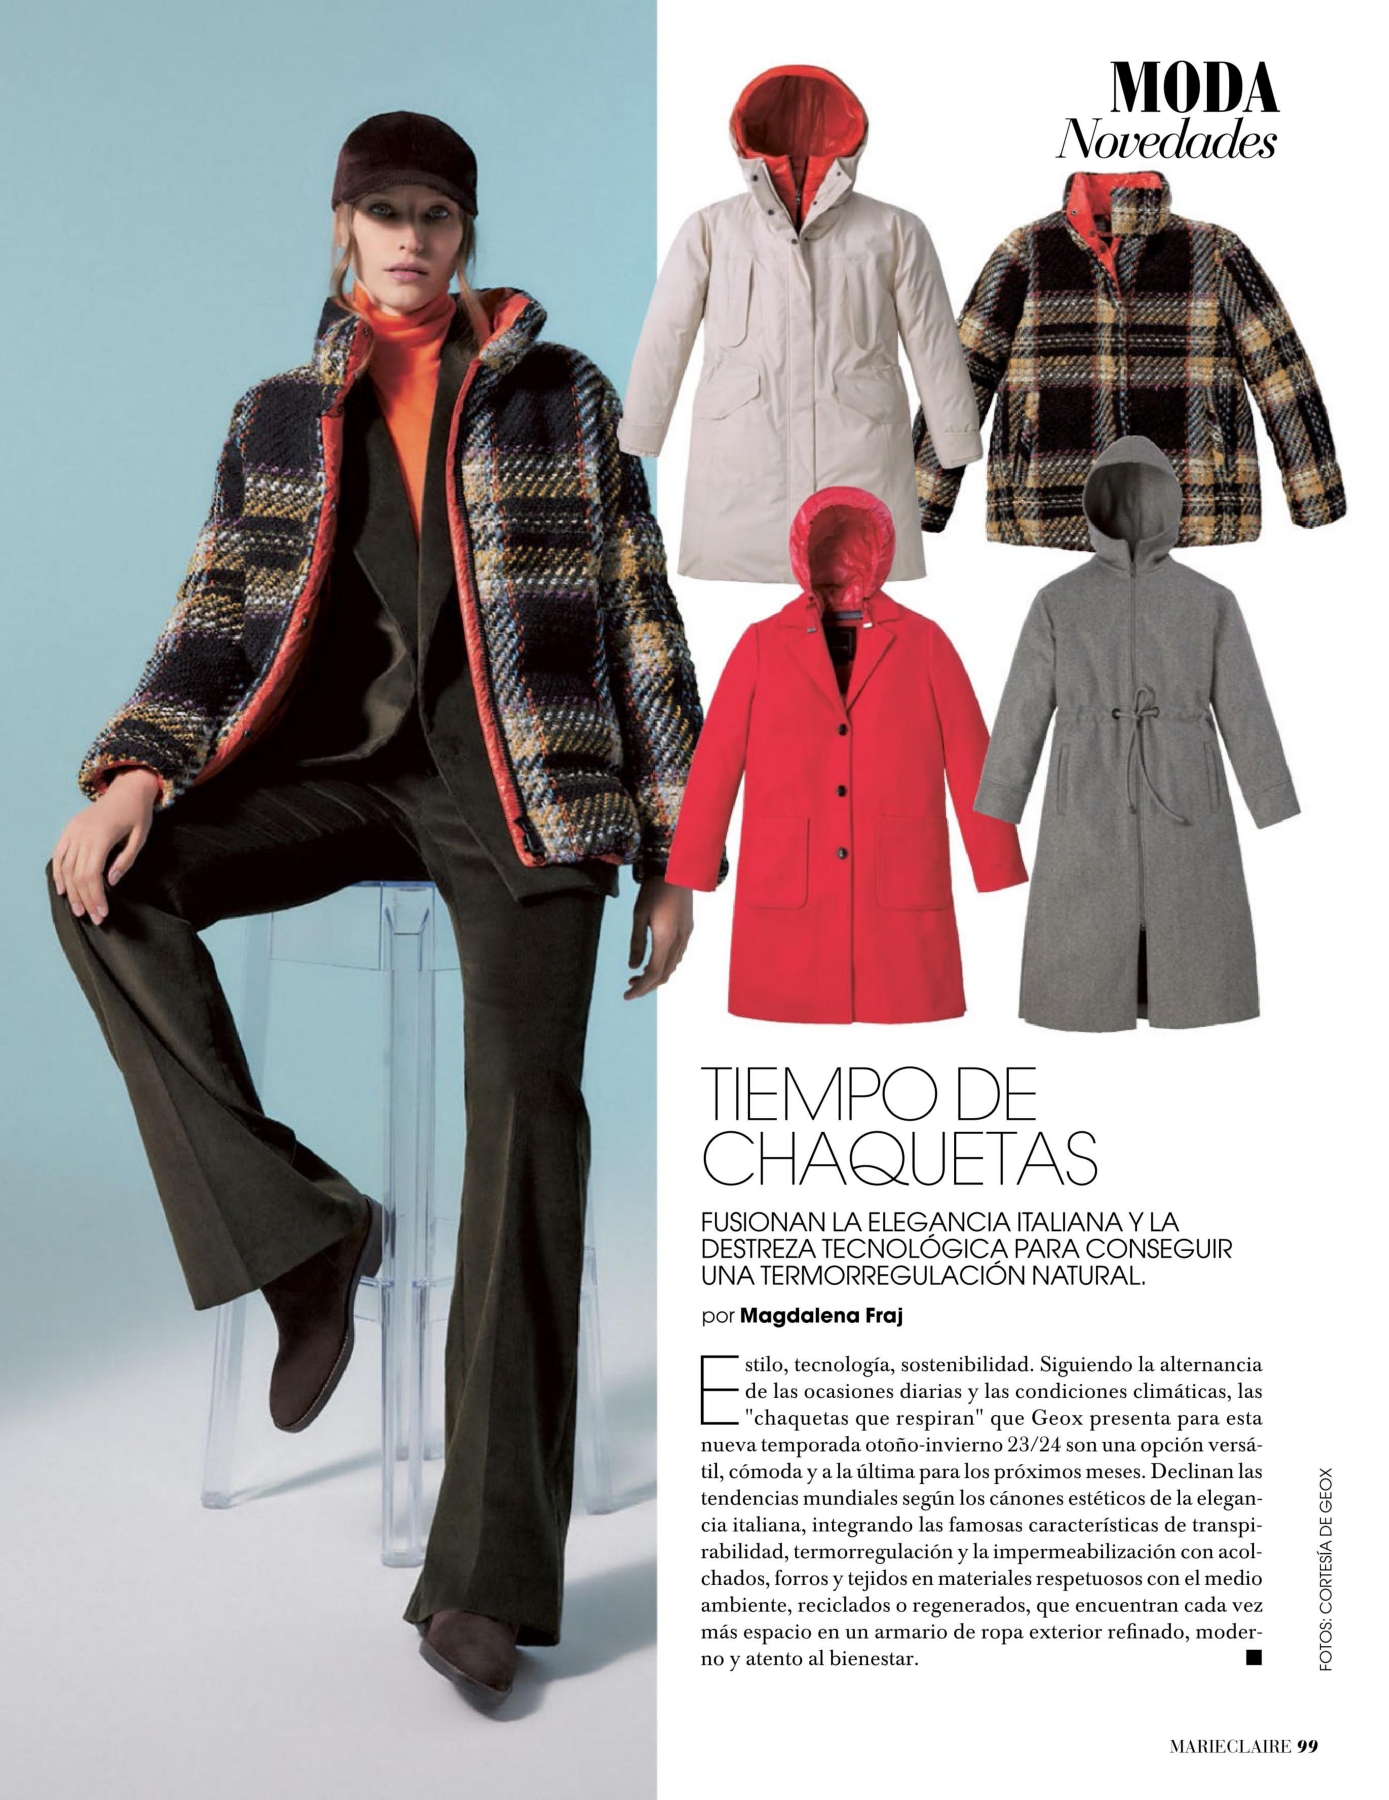 MODA
Novedades
TIEMPO DE
CHAQUETAS
FUSIONAN LA ELEGANCIA ITALIANA Y LA
DESTREZA TECNOLÓGICA PARA CONSEGUIR
UNA TERMORREGULACIÓN NATURAL.
por Magdalena Fraj
Estilo, tecnología, sostenibilidad. Siguiendo la alternancia
de las ocasiones diarias y las condiciones climáticas, las
"chaquetas que respiran" que Geox presenta para esta
nueva temporada otoño-invierno 23/24 son una opción versá-
til, cómoda y a la última para los próximos meses. Declinan las
tendencias mundiales según los cánones estéticos de la elegan-
cia italiana, integrando las famosas características de transpi-
rabilidad, termorregulación y la impermeabilización con acol-
chados, forros y tejidos en materiales respetuosos con el medio
ambiente, reciclados o regenerados, que encuentran cada vez
más espacio en un armario de ropa exterior refinado, moder-
no y atento al bienestar.
FOTOS: CORTESÍA DE GEOX
MARIECLAIRE 99